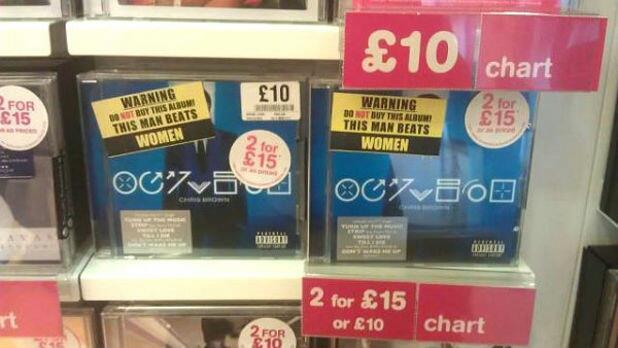 £10 chart
2 FOR
£15
OR AS PRICED
WARNING
DO NOT BUY THIS ALBUM!
THIS MAN BEATS
WOMEN
£10
2 for
£15
or as priced
CHRIS BROWN
TURN UP THE MUSIC
STRIP
SWEET LOVE
TILL I DIE
DON'T WAKE ME UP
PARENTAL
ADVISORY
EXPLICIT CONTENT
WARNING
DO NOT BUY THIS ALBUM!
THIS MAN BEATS
WOMEN
2 for
£15
or as priced
CHRIS BROWN
TURN UP THE MUSIC
STRIP
SWEET LOVE
TILL I DIE
DON'T WAKE ME UP
PARENTAL
ADVISORY
EXPLICIT CONTENT
rt
2 for £15
or £10
chart
2 FOR
£10